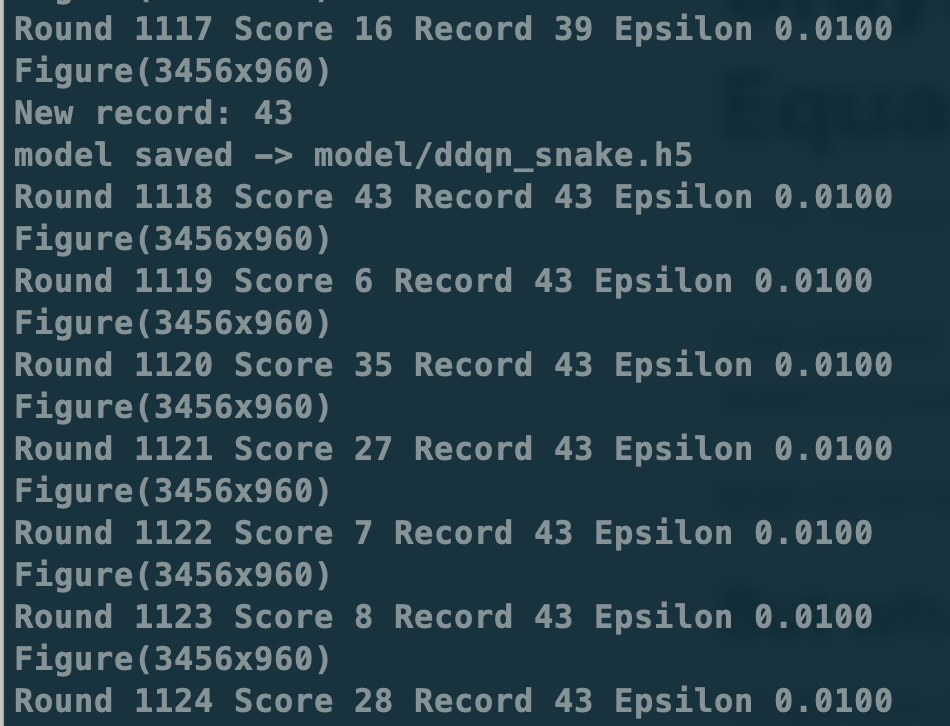 Round 1117 Score 16 Record 39 Epsilon 0.0100
Figure(3456x960)
New record: 43
model saved -> model/ddqn_snake.h5
Round 1118 Score 43 Record 43 Epsilon 0.0100
Figure(3456x960)
Round 1119 Score 6 Record 43 Epsilon 0.0100
Figure(3456x960)
Round 1120 Score 35 Record 43 Epsilon 0.0100
Figure(3456x960)
Round 1121 Score 27 Record 43 Epsilon 0.0100
Figure(3456x960)
Round 1122 Score 7 Record 43 Epsilon 0.0100
Figure(3456x960)
Round 1123 Score 8 Record 43 Epsilon 0.0100
Figure(3456x960)
Round 1124 Score 28 Record 43 Epsilon 0.0100